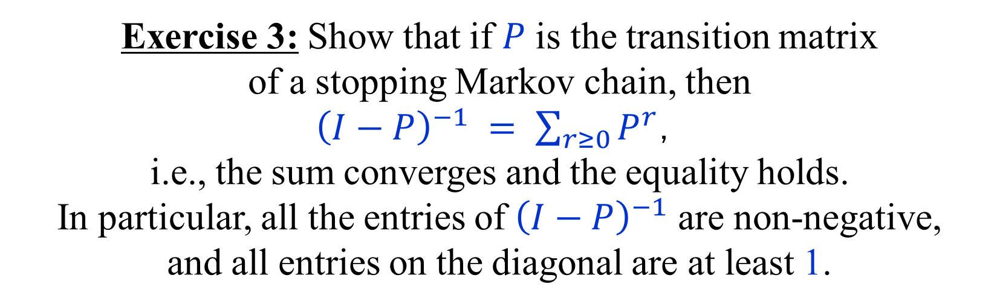 Exercise 3: Show that if P is the transition matrix
of a stopping Markov chain, then
(I − P)⁻¹ = ∑ᵣ≥₀ Pʳ ,
i.e., the sum converges and the equality holds.
In particular, all the entries of (I − P)⁻¹ are non-negative,
and all entries on the diagonal are at least 1.